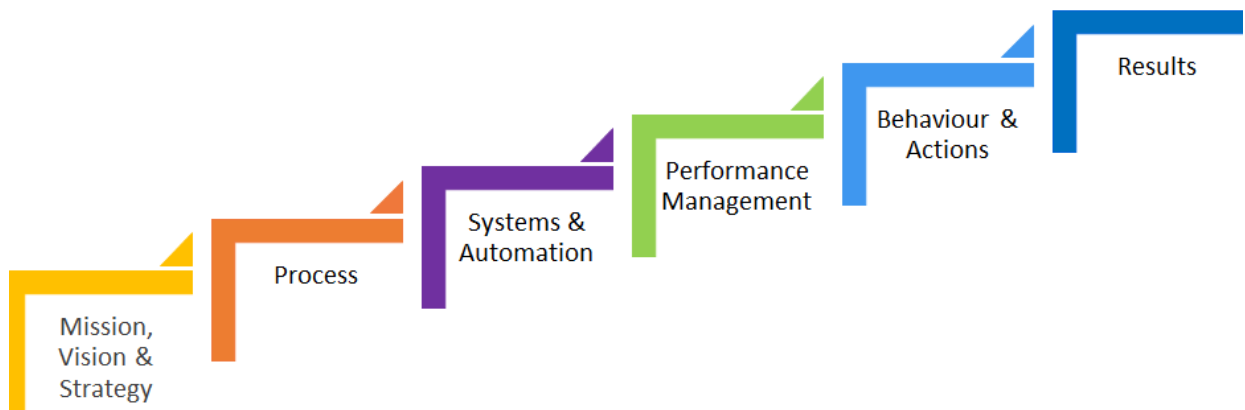 Mission,
Vision &
Strategy
Process
Systems &
Automation
Performance
Management
Behaviour &
Actions
Results